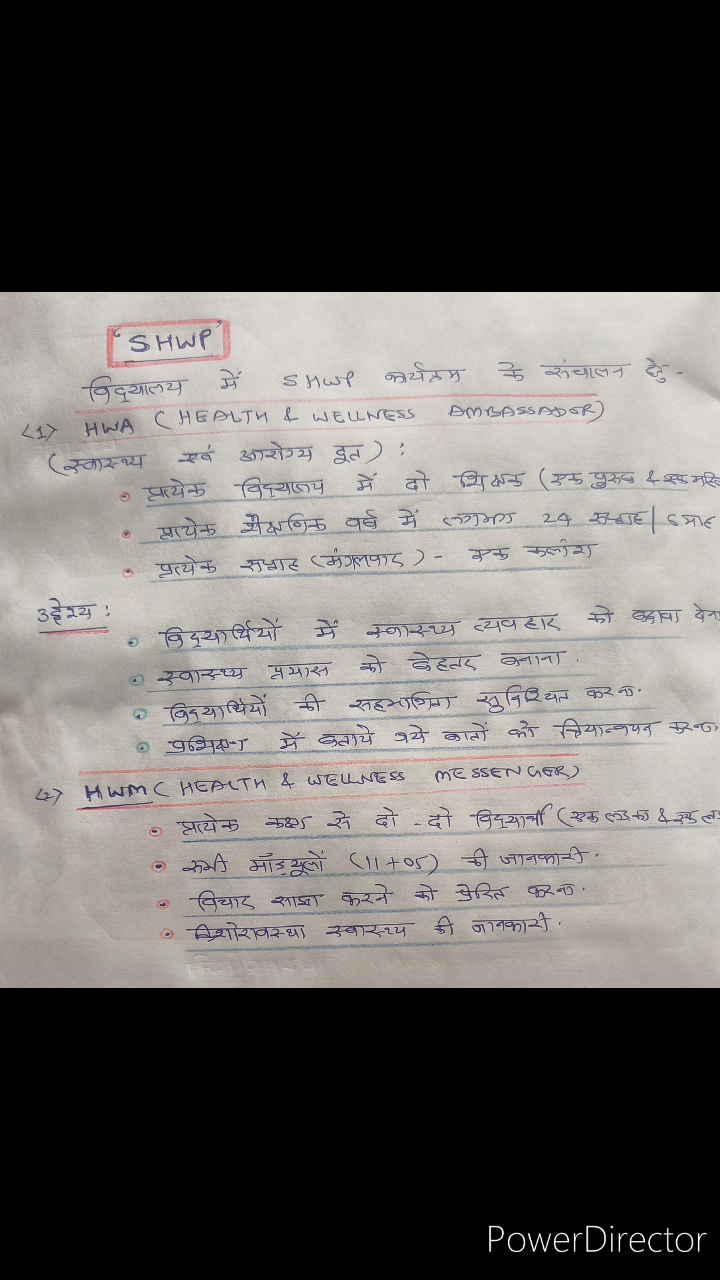 'SHWP'
विद्यालय में SHWP कार्यक्रम के संचालन हेतु -
<1> HWA ( HEALTH & WELLNESS AMBASSADER)
(स्वास्थ्य एवं आरोग्य दूत) :
• प्रत्येक विद्यालय में दो शिक्षक (एक पुरुष & एक
• प्रत्येक शैक्षणिक वर्ष में लगभग 24 सप्ताह | 6 माह
• प्रत्येक सप्ताह (मंगलवार) - एक कलांश
उद्देश्य :
• विद्यार्थियों में स्वास्थ्य व्यवहार को बढावा देना
• स्वास्थ्य प्रयास को बेहतर बनाना.
• विद्यार्थियों की सहभागिता सुनिश्चित करना.
• प्रशिक्षण में बताये गये बातों को क्रियान्वयन करना.
<2> HWM ( HEALTH & WELLNESS MESSENGER)
• प्रत्येक कक्षा से दो - दो विद्यार्थी (एक लडका & एक
• सभी मॉड्यूलों (11+05) की जानकारी.
• विचार साझा करने को प्रेरित करना.
• किशोरावस्था स्वास्थ्य की जानकारी.
PowerDirector